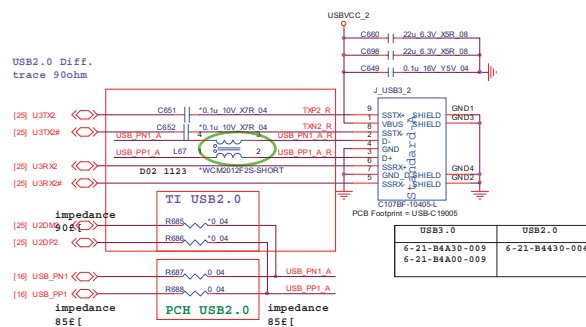 USBVCC_2
C660 22u_6.3V_X5R_08
C698 22u_6.3V_X5R_08
C649 0.1u_16V_Y5V_04
USB2.0 Diff.
trace 90ohm
J_USB3_2
[25] U3TX2 C651 *0.1u_10V_X7R_04 TXP2_R
[25] U3TX2# C652 *0.1u_10V_X7R_04 TXN2_R
USB_PN1_A 4 3 USB_PN1_A_R
USB_PP1_A L67 1 2 USB_PP1_A_R
[25] U3RX2
D02 1123 *WCM2012F2S-SHORT
[25] U3RX2#
9 SSTX+ SHIELD GND1
1 VBUS SHIELD GND3
8 SSTX-
2 D-
4 GND
3 D+
6 SSRX+
7 GND_D SHIELD GND4
5 SSRX- SHIELD GND2
Standard-A
C107BF-10405-L
PCB Footprint = USB-C19005
TI USB2.0
impedance
90£[
[25] U2DM2 R685 *0_04
[25] U2DP2 R686 *0_04
[16] USB_PN1 R687 0_04 USB_PN1_A
[16] USB_PP1 R688 0_04 USB_PP1_A
PCH USB2.0
impedance
85£[
impedance
85£[
USB3.0 USB2.0
6-21-B4A30-009 6-21-B4430-004
6-21-B4A00-009